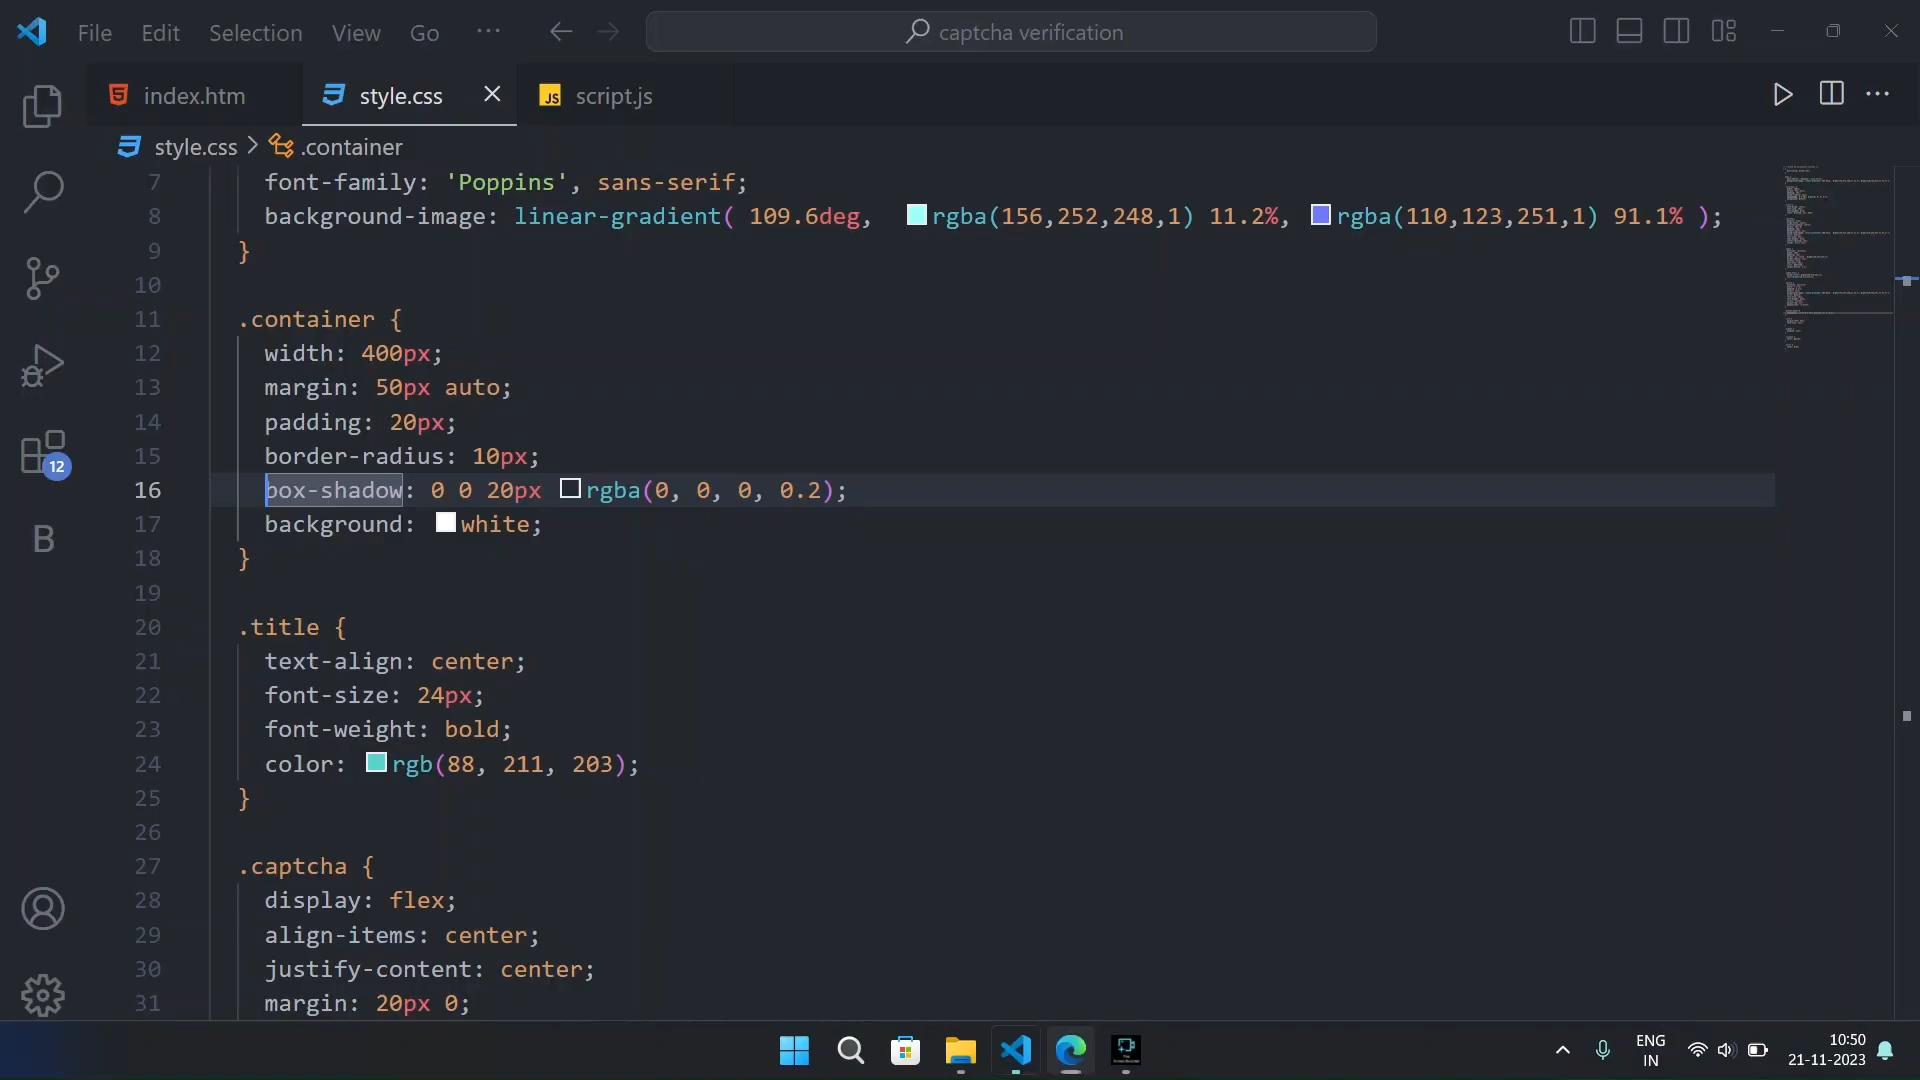 File Edit Selection View Go ··· captcha verification
index.htm style.css script.js
style.css > .container
7 font-family: 'Poppins', sans-serif;
8 background-image: linear-gradient( 109.6deg, rgba(156,252,248,1) 11.2%, rgba(110,123,251,1) 91.1% );
9 }
10
11 .container {
12 width: 400px;
13 margin: 50px auto;
14 padding: 20px;
15 border-radius: 10px;
16 box-shadow: 0 0 20px rgba(0, 0, 0, 0.2);
17 background: white;
18 }
19
20 .title {
21 text-align: center;
22 font-size: 24px;
23 font-weight: bold;
24 color: rgb(88, 211, 203);
25 }
26
27 .captcha {
28 display: flex;
29 align-items: center;
30 justify-content: center;
31 margin: 20px 0;
12
B
ENG
IN
10:50
21-11-2023